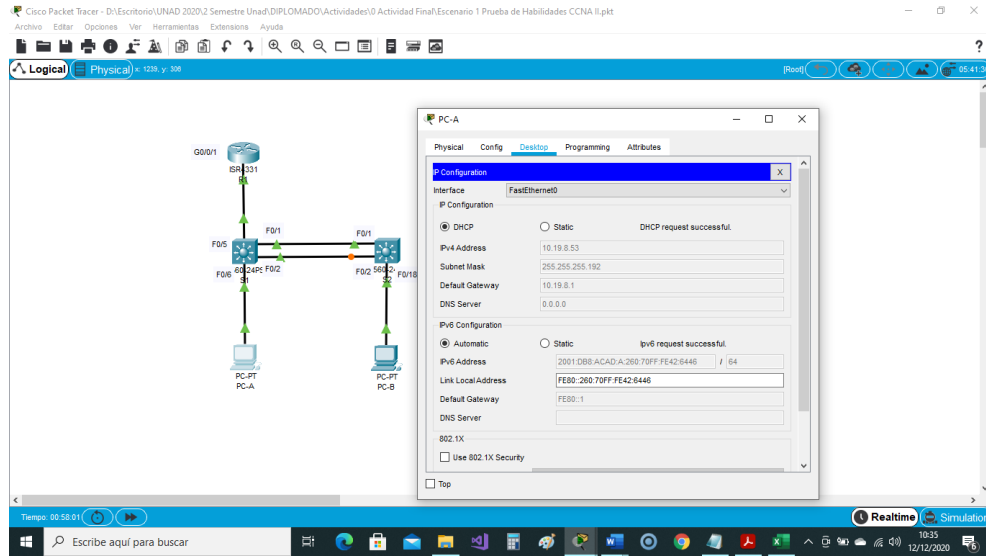 Cisco Packet Tracer - D:\Escritorio\UNAD 2020\2 Semestre Unad\DIPLOMADO\Actividades\0 Actividad Final\Escenario 1 Prueba de Habilidades CCNA II.pkt
Archivo Editar Opciones Ver Herramientas Extensions Ayuda
?
Logical Physical x: 1239, y: 308 [Root] 05:41:3
G0/0/1
ISR4331
R1
F0/1
F0/1
F0/5
F0/6 60-24PS F0/2
S1
F0/2 560-2 F0/18
S2
PC-PT
PC-A
PC-PT
PC-B
PC-A
Physical Config Desktop Programming Attributes
IP Configuration X
Interface FastEthernet0
IP Configuration
DHCP Static DHCP request successful.
IPv4 Address 10.19.8.53
Subnet Mask 255.255.255.192
Default Gateway 10.19.8.1
DNS Server 0.0.0.0
IPv6 Configuration
Automatic Static Ipv6 request successful.
IPv6 Address 2001:DB8:ACAD:A:260:70FF:FE42:6446 / 64
Link Local Address FE80::260:70FF:FE42:6446
Default Gateway FE80::1
DNS Server
802.1X
Use 802.1X Security
Top
Tiempo: 00:58:01 Realtime Simulation
Escribe aquí para buscar
10:35
12/12/2020